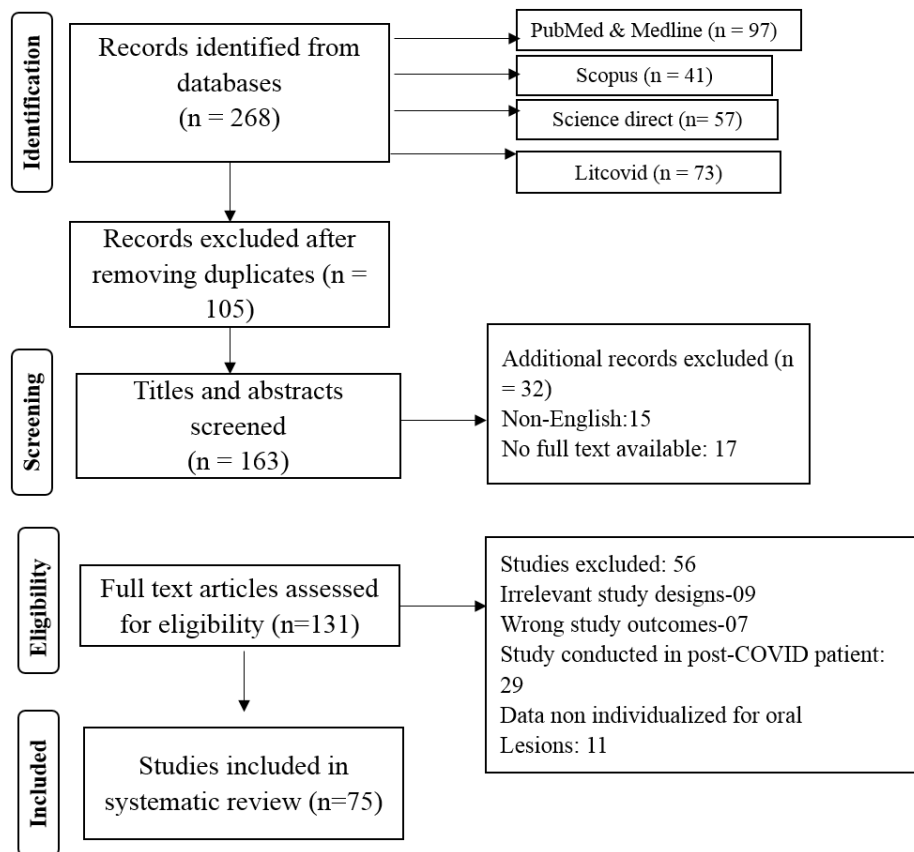 Identification
Records identified from
databases
(n = 268)
PubMed & Medline (n = 97)
Scopus (n = 41)
Science direct (n= 57)
Litcovid (n = 73)
Records excluded after
removing duplicates (n =
105)
Screening
Titles and abstracts
screened
(n = 163)
Additional records excluded (n
= 32)
Non-English:15
No full text available: 17
Eligibility
Full text articles assessed
for eligibility (n=131)
Studies excluded: 56
Irrelevant study designs-09
Wrong study outcomes-07
Study conducted in post-COVID patient:
29
Data non individualized for oral
Lesions: 11
Included
Studies included in
systematic review (n=75)